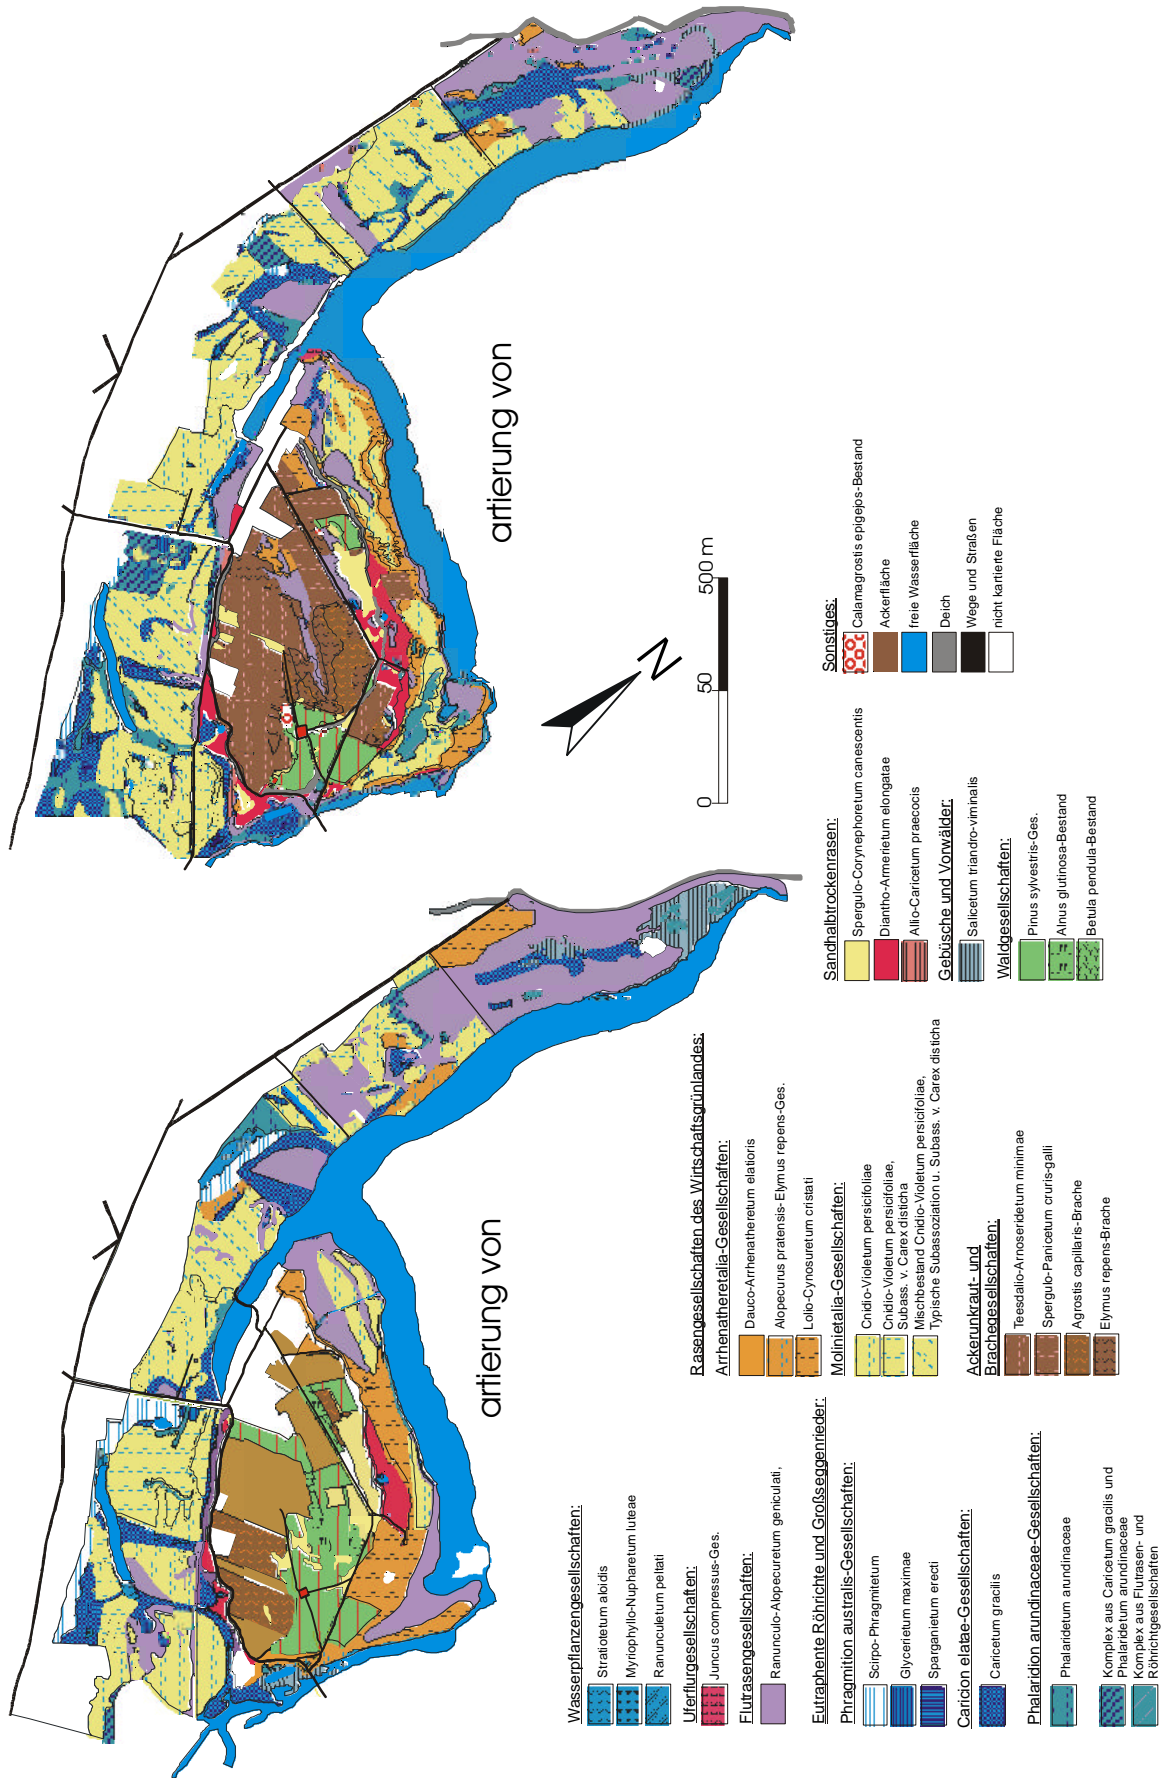 artierung von
artierung von
0
50
500 m
N
Wasserpflanzengesellschaften:
Stratiotetum aloidis
Myriophyllo-Nupharetum luteae
Ranunculetum peltati
Uferflurgesellschaften:
Juncus compressus-Ges.
Flutrasengesellschaften:
Ranunculo-Alopecuretum geniculati,
Eutraphente Röhrichte und Großseggenrieder:
Phragmition australis-Gesellschaften:
Scirpo-Phragmitetum
Glycerietum maximae
Sparganietum erecti
Caricion elatae-Gesellschaften:
Caricetum gracilis
Phalaridion arundinaceae-Gesellschaften:
Phalaridetum arundinaceae
Komplex aus Caricetum gracilis und
Phalaridetum arundinaceae
Komplex aus Flutrasen- und
Röhrichtgesellschaften
Rasengesellschaften des Wirtschaftsgrünlandes:
Arrhenatheretalia-Gesellschaften:
Dauco-Arrhenatheretum elatioris
Alopecurus pratensis-Elymus repens-Ges.
Lolio-Cynosuretum cristati
Molinietalia-Gesellschaften:
Cnidio-Violetum persicifoliae
Cnidio-Violetum persicifoliae,
Subass. v. Carex disticha
Mischbestand Cnidio-Violetum persicifoliae,
Typische Subassoziation u. Subass. v. Carex disticha
Ackerunkraut- und
Brachegesellschaften:
Teesdalio-Arnoseridetum minimae
Spergulo-Panicetum cruris-galli
Agrostis capillaris-Brache
Elymus repens-Brache
Sandhalbtrockenrasen:
Spergulo-Corynephoretum canescentis
Diantho-Armerietum elongatae
Allio-Caricetum praecocis
Gebüsche und Vorwälder:
Salicetum triandro-viminalis
Waldgesellschaften:
Pinus sylvestris-Ges.
Alnus glutinosa-Bestand
Betula pendula-Bestand
Sonstiges:
Calamagrostis epigejos-Bestand
Ackerfläche
freie Wasserfläche
Deich
Wege und Straßen
nicht kartierte Fläche